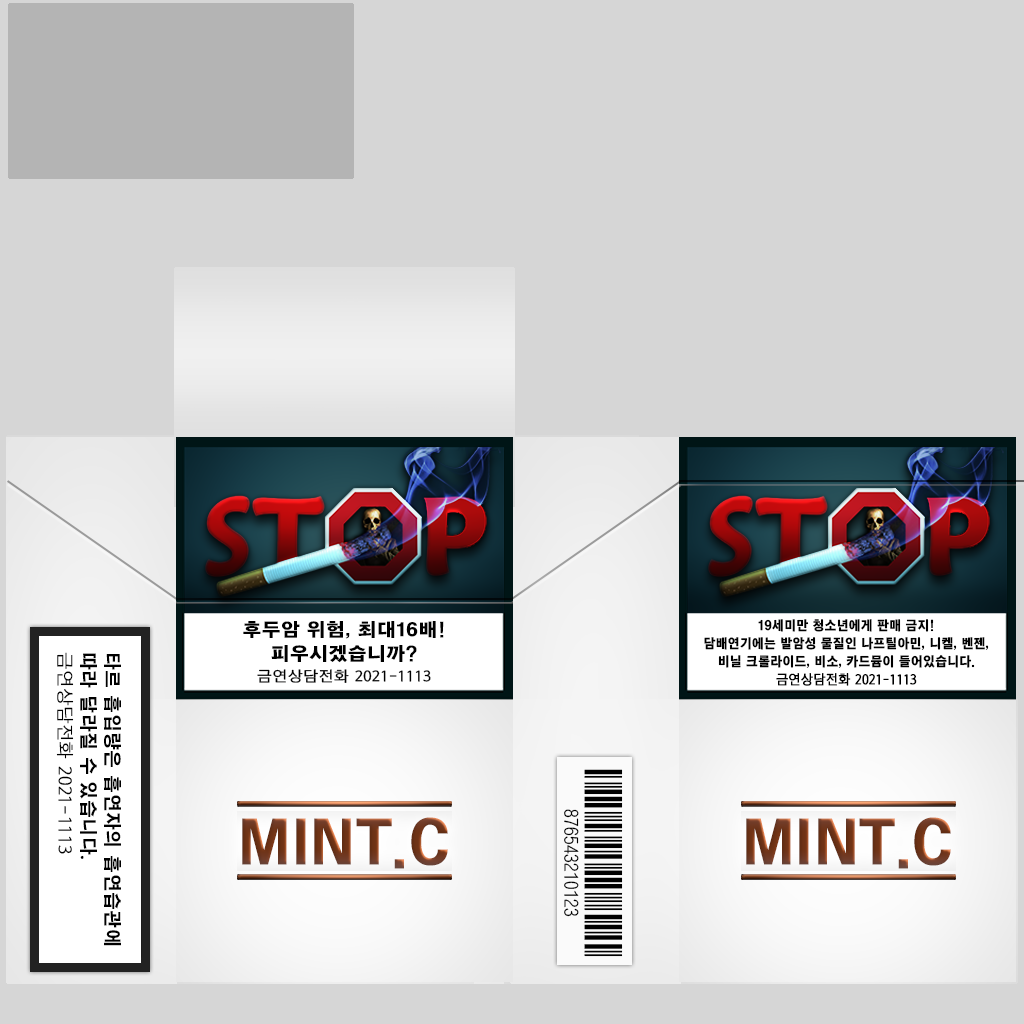 타르 흡입량은 흡연자의 흡연습관에
따라 달라질 수 있습니다.
금연상담전화 2021-1113
STOP
후두암 위험, 최대16배!
피우시겠습니까?
금연상담전화 2021-1113
MINT.C
876543210123
STOP
19세미만 청소년에게 판매 금지!
담배연기에는 발암성 물질인 나프틸아민, 니켈, 벤젠,
비닐 크롤라이드, 비소, 카드뮴이 들어있습니다.
금연상담전화 2021-1113
MINT.C